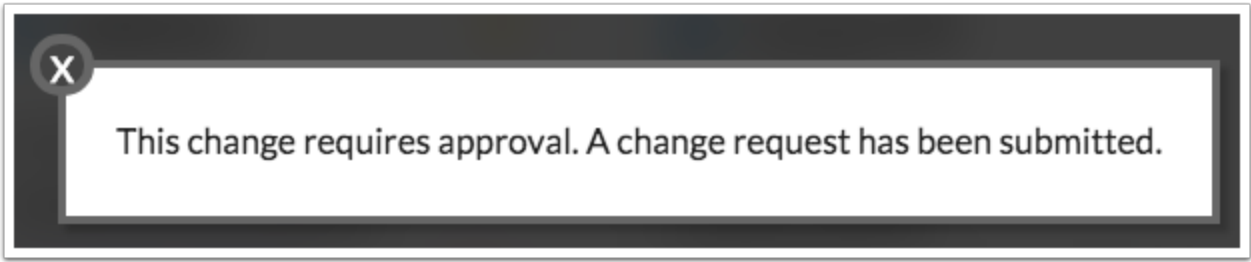 X
This change requires approval. A change request has been submitted.